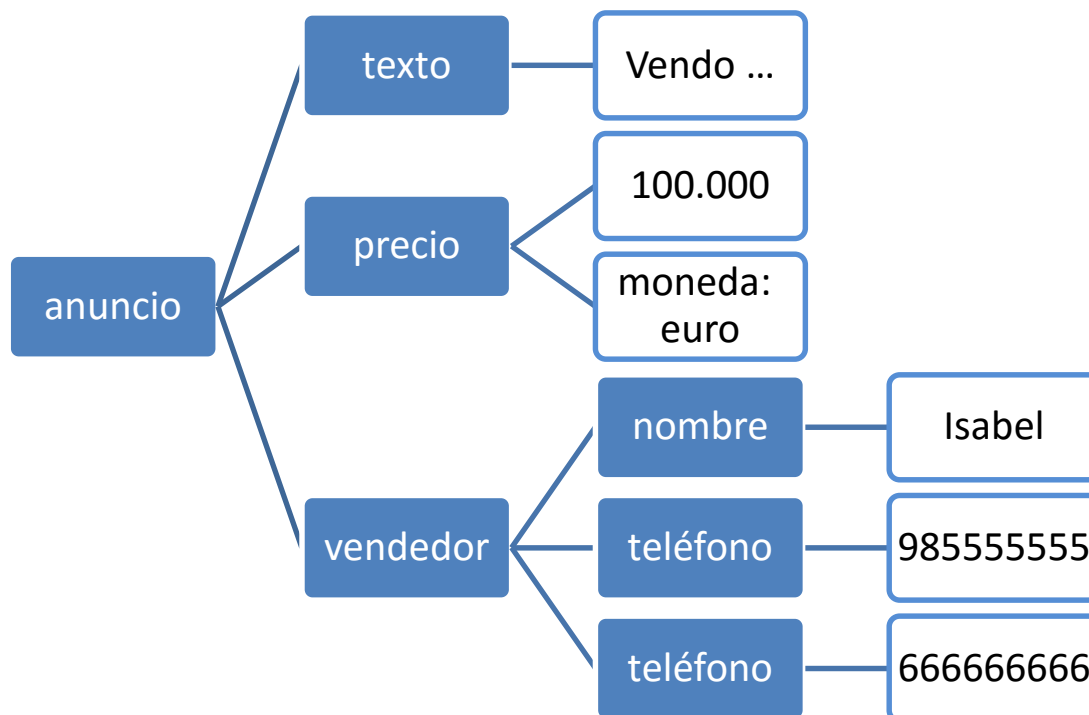 texto
Vendo ...
100.000
precio
anuncio
moneda:
euro
nombre
Isabel
vendedor
teléfono
985555555
teléfono
666666666